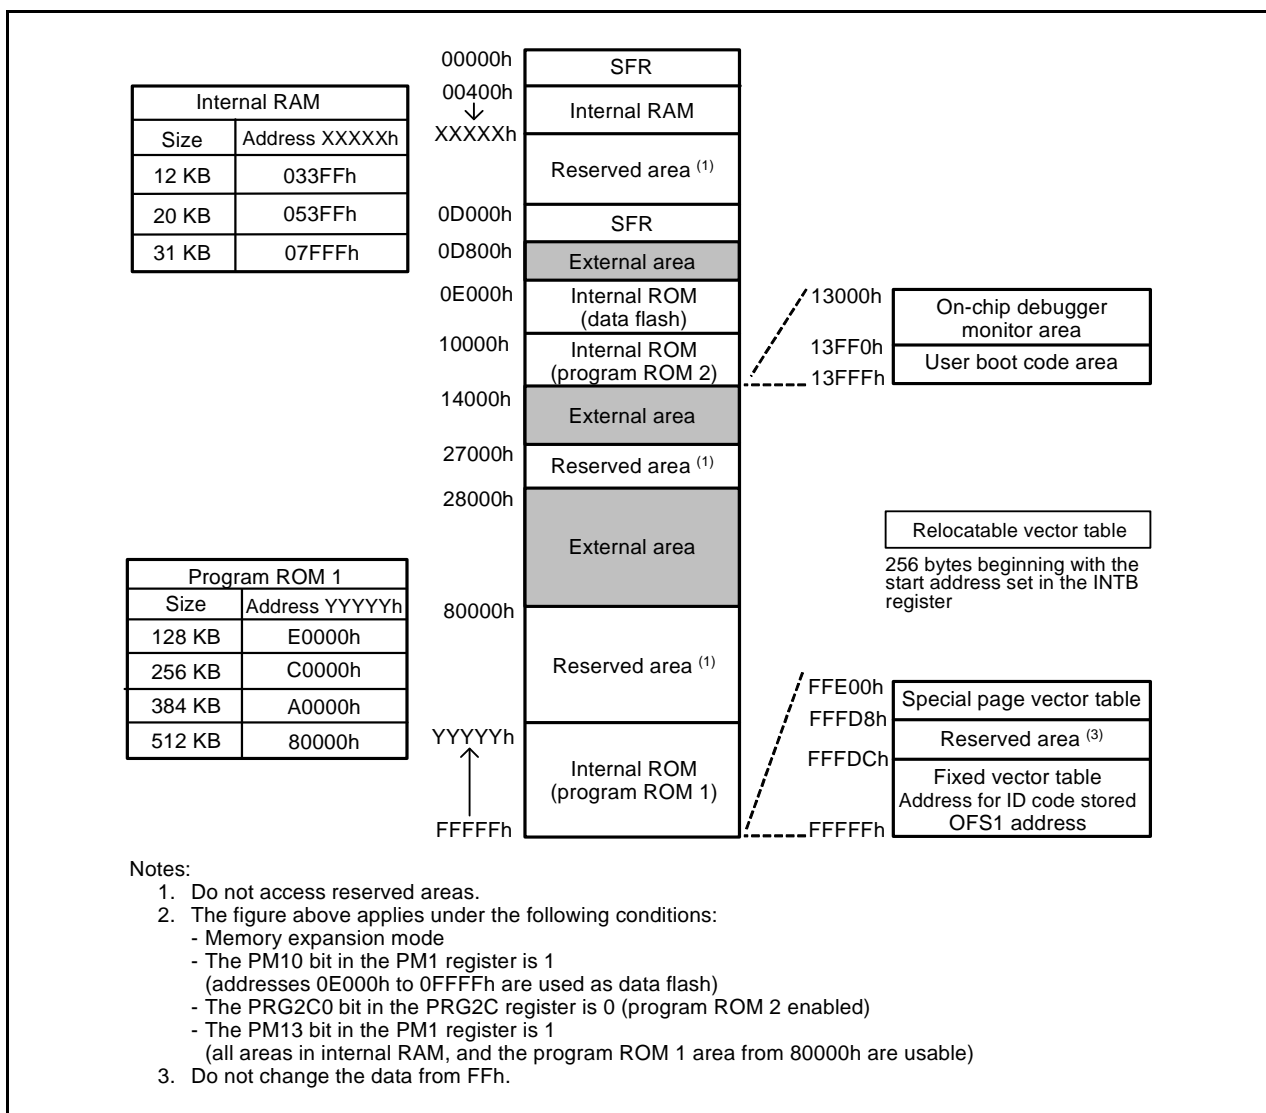 Internal RAM
Size Address XXXXXh
12 KB 033FFh
20 KB 053FFh
31 KB 07FFFh
Program ROM 1
Size Address YYYYYh
128 KB E0000h
256 KB C0000h
384 KB A0000h
512 KB 80000h
00000h
SFR
00400h
Internal RAM
XXXXXh
Reserved area (1)
0D000h
SFR
0D800h
External area
0E000h
Internal ROM
(data flash)
10000h
Internal ROM
(program ROM 2)
14000h
External area
27000h
Reserved area (1)
28000h
External area
80000h
Reserved area (1)
YYYYYh
Internal ROM
(program ROM 1)
FFFFFh
13000h
On-chip debugger
monitor area
13FF0h
User boot code area
13FFFh
Relocatable vector table
256 bytes beginning with the
start address set in the INTB
register
FFE00h
Special page vector table
FFFD8h
Reserved area (3)
FFFDCh
Fixed vector table
Address for ID code stored
OFS1 address
FFFFFh
Notes:
1. Do not access reserved areas.
2. The figure above applies under the following conditions:
- Memory expansion mode
- The PM10 bit in the PM1 register is 1
(addresses 0E000h to 0FFFFh are used as data flash)
- The PRG2C0 bit in the PRG2C register is 0 (program ROM 2 enabled)
- The PM13 bit in the PM1 register is 1
(all areas in internal RAM, and the program ROM 1 area from 80000h are usable)
3. Do not change the data from FFh.